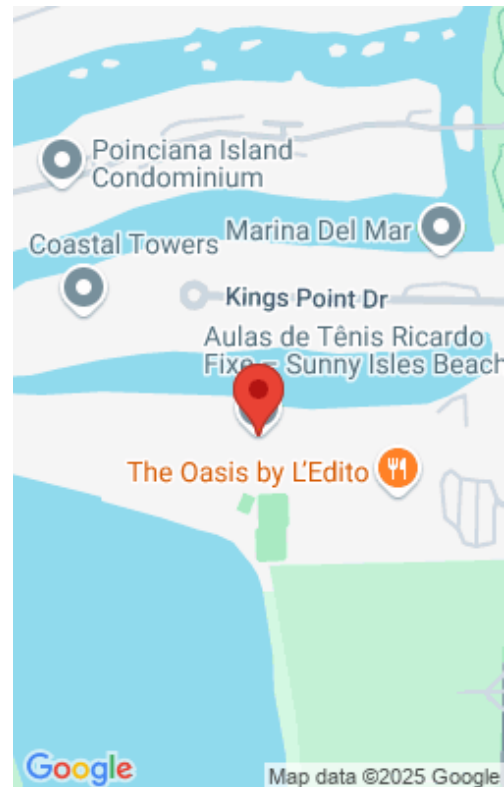 Poinciana Island
Condominium
Marina Del Mar
Coastal Towers
Kings Point Dr
Aulas de Tênis Ricardo
Fixe – Sunny Isles Beach
The Oasis by L'Edito
Google
Map data ©2025 Google